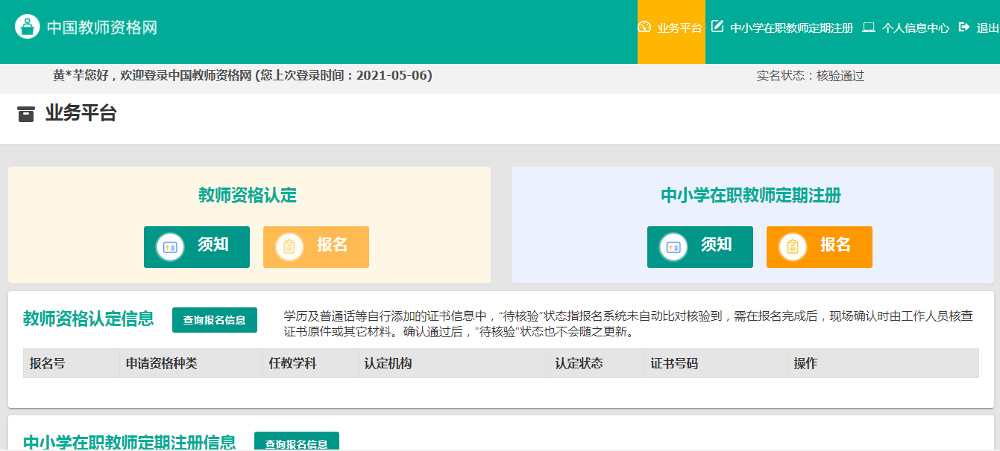 中国教师资格网
业务平台 中小学在职教师定期注册 个人信息中心 退出
黄*芊您好，欢迎登录中国教师资格网 (您上次登录时间：2021-05-06)
实名状态：核验通过
业务平台
教师资格认定
须知 报名
中小学在职教师定期注册
须知 报名
教师资格认定信息 查询报名信息
学历及普通话等自行添加的证书信息中，“待核验”状态指报名系统未自动比对核验到，需在报名完成后，现场确认时由工作人员核查
证书原件或其它材料。确认通过后，"待核验"状态也不会随之更新。
报名号 申请资格种类 任教学科 认定机构 认定状态 证书号码 操作
中小学在职教师定期注册信息 查询报名信息